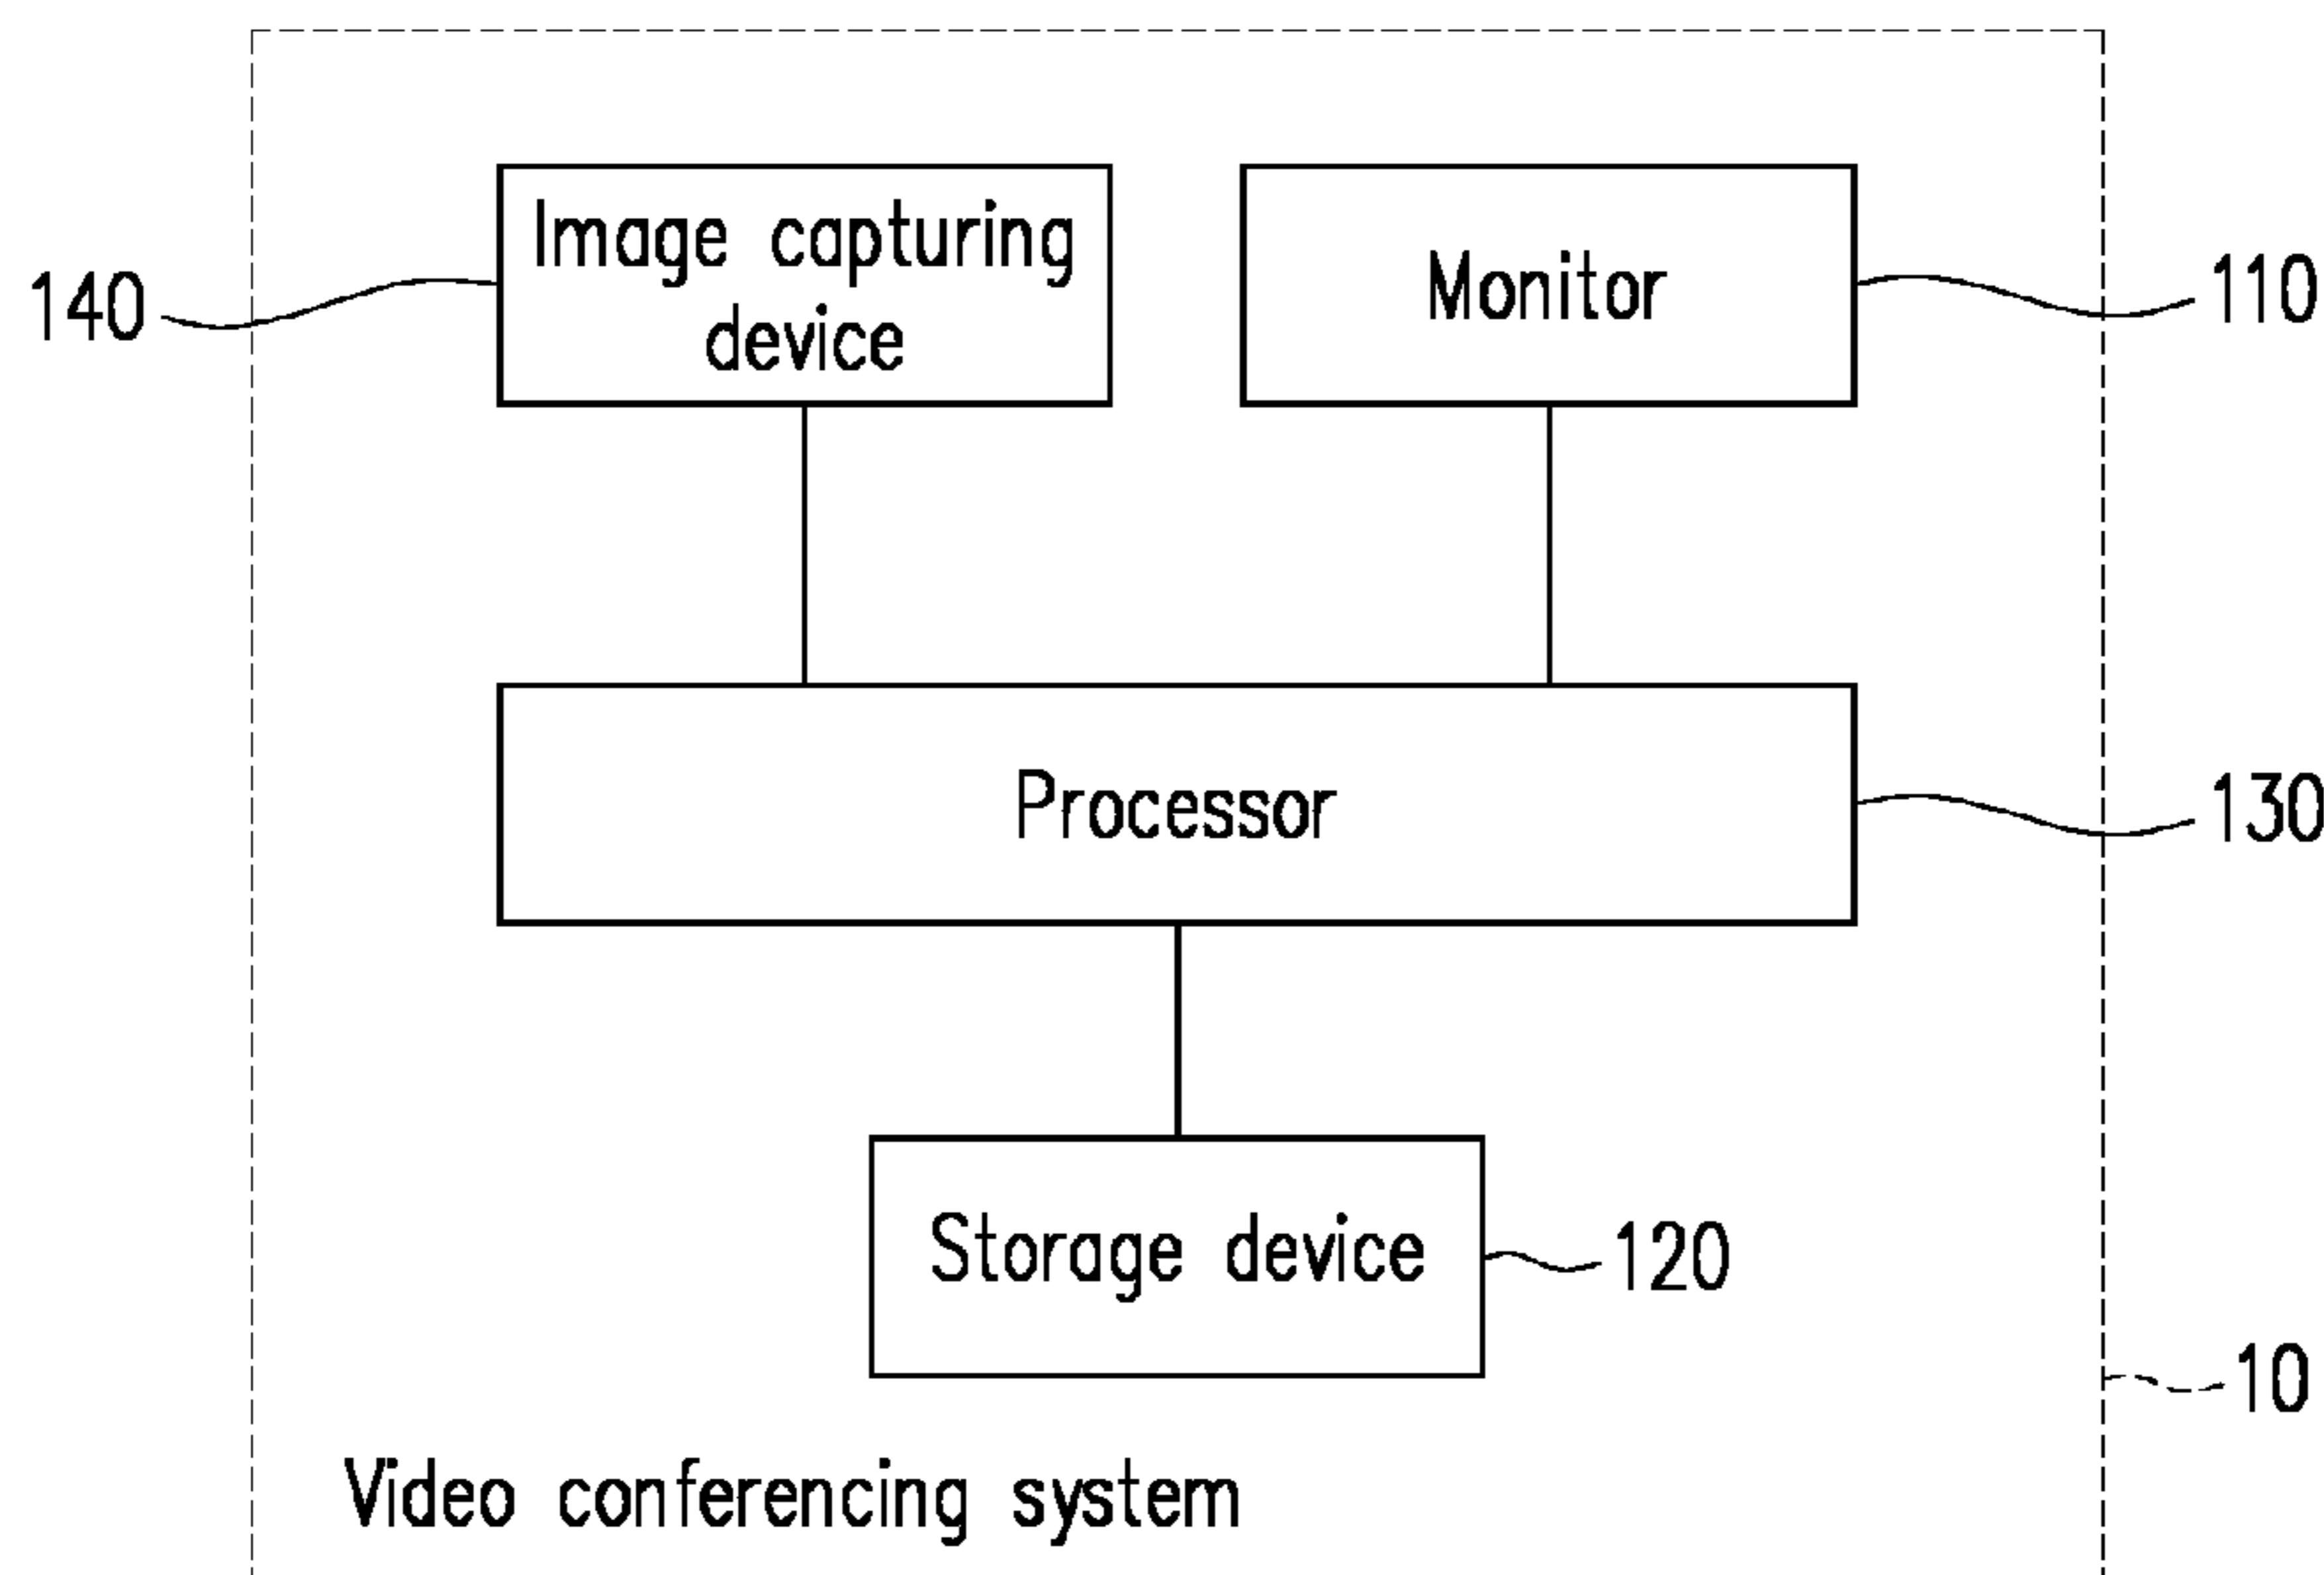 Image capturing
device
Monitor
140
110
Processor
130
Storage device
120
10
Video conferencing system